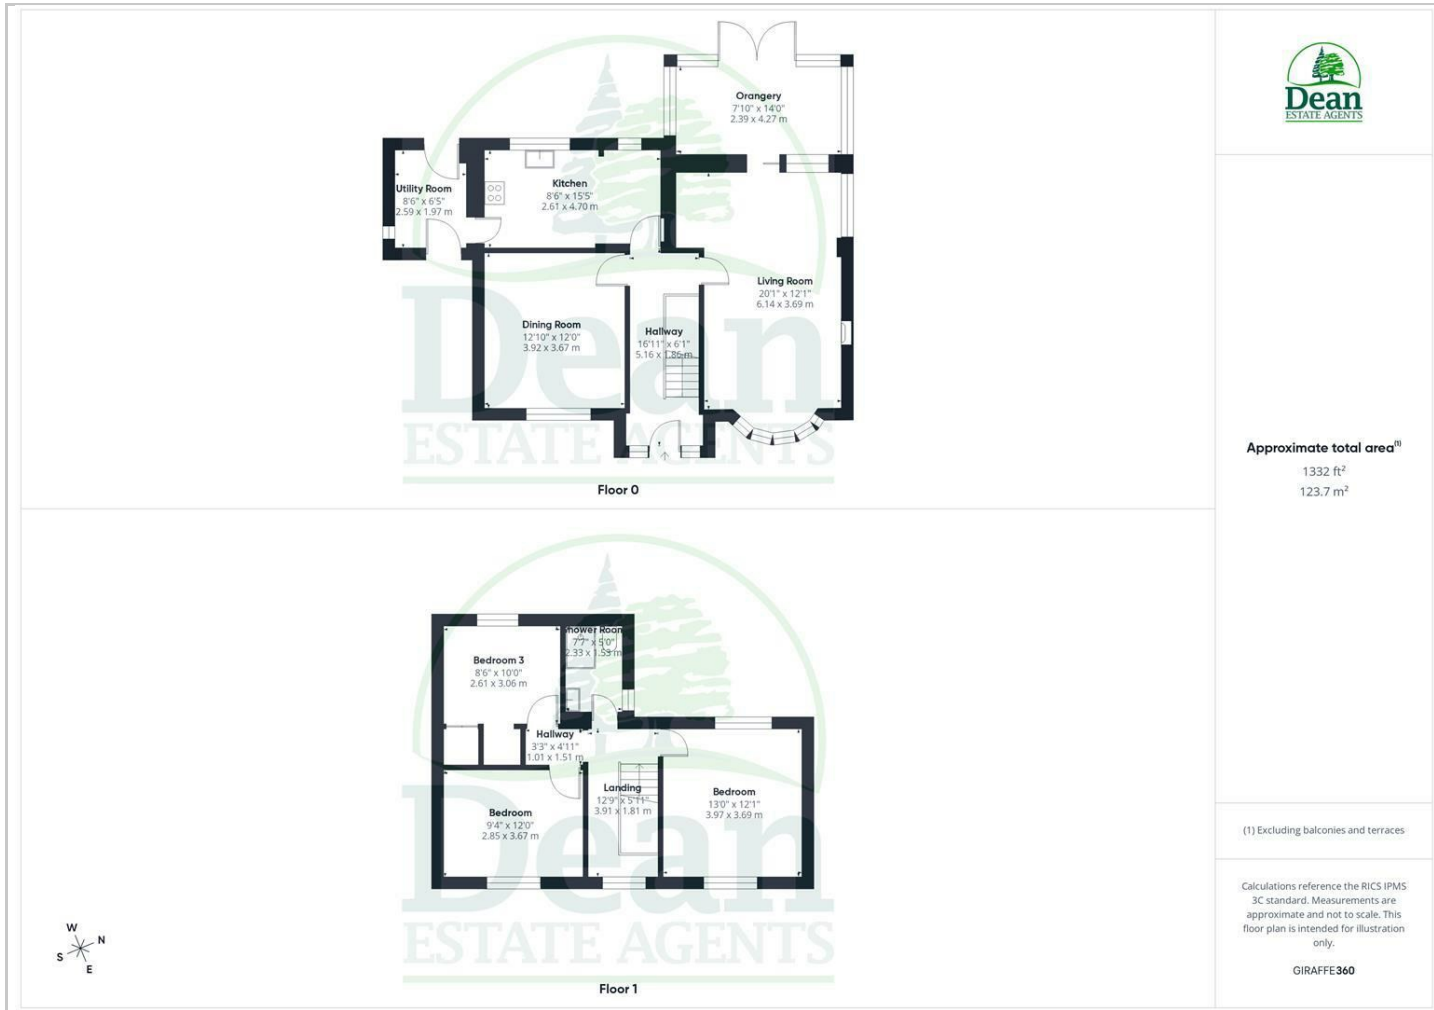 Orangery
7'10" x 14'0"
2.39 x 4.27 m
Utility Room
8'6" x 6'5"
2.59 x 1.97 m
Kitchen
8'6" x 15'5"
2.61 x 4.70 m
Living Room
20'1" x 12'1"
6.14 x 3.69 m
Dining Room
12'10" x 12'0"
3.92 x 3.67 m
Hallway
16'11" x 6'1"
5.16 x 1.86 m
Dean
ESTATE AGENTS
Floor 0
Shower Room
7'7" x 5'0"
2.33 x 1.53 m
Bedroom 3
8'6" x 10'0"
2.61 x 3.06 m
Hallway
3'3" x 4'11"
1.01 x 1.51 m
Landing
12'9" x 5'11"
3.91 x 1.81 m
Bedroom
13'0" x 12'1"
3.97 x 3.69 m
Bedroom
9'4" x 12'0"
2.85 x 3.67 m
Dean
ESTATE AGENTS
Floor 1
W
N
S
E
Dean
ESTATE AGENTS
Approximate total area(1)
1332 ft²
123.7 m²
(1) Excluding balconies and terraces
Calculations reference the RICS IPMS
3C standard. Measurements are
approximate and not to scale. This
floor plan is intended for illustration
only.
GIRAFFE360